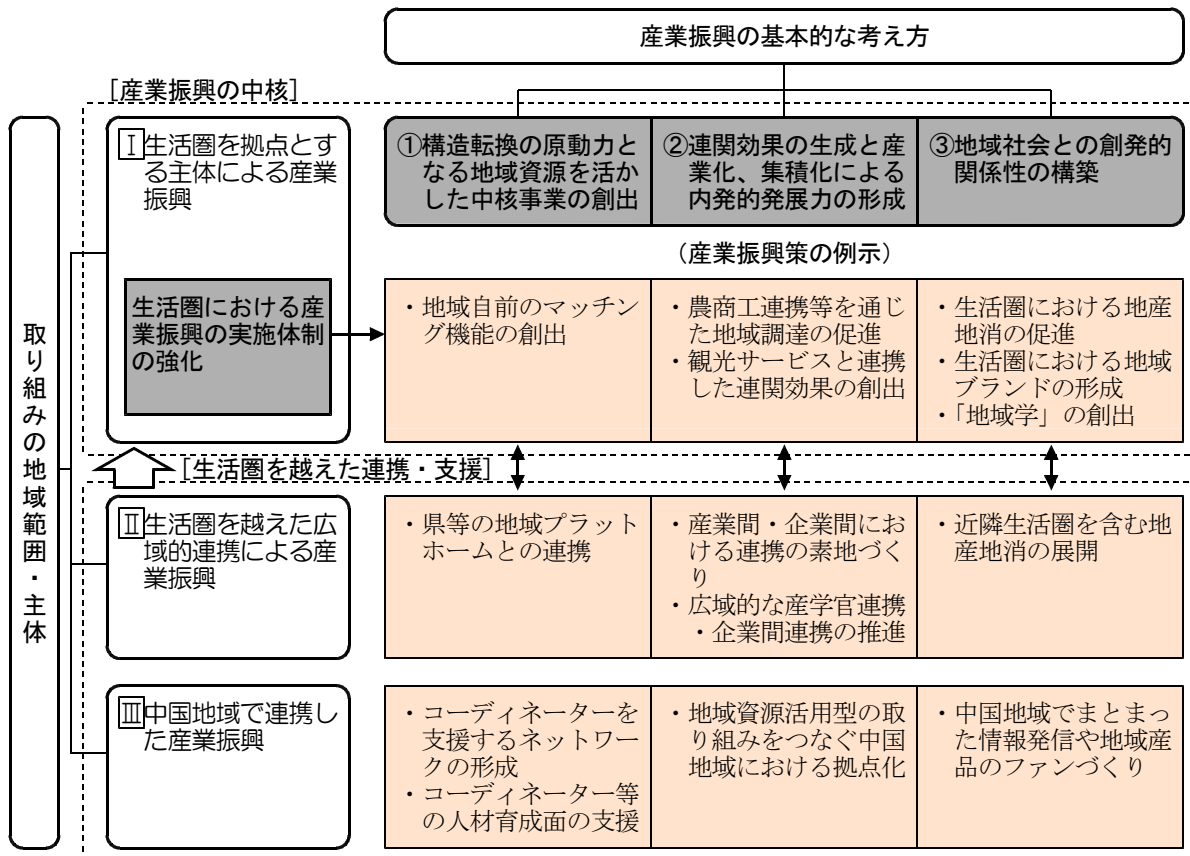 産業振興の基本的な考え方
[産業振興の中核]
Ⅰ生活圏を拠点とす
る主体による産業
振興
①構造転換の原動力と
なる地域資源を活か
した中核事業の創出
②連関効果の生成と産
業化、集積化による
内発的発展力の形成
③地域社会との創発的
関係性の構築
(産業振興策の例示)
取り組みの地域範囲・主体
生活圏における産
業振興の実施体制
の強化
・地域自前のマッチン
グ機能の創出
・農商工連携等を通じ
た地域調達の促進
・観光サービスと連携
した連関効果の創出
・生活圏における地産
地消の促進
・生活圏における地域
ブランドの形成
・「地域学」の創出
[生活圏を越えた連携・支援]
Ⅱ生活圏を越えた広
域的連携による産
業振興
・県等の地域プラット
ホームとの連携
・産業間・企業間にお
ける連携の素地づく
り
・広域的な産学官連携
・企業間連携の推進
・近隣生活圏を含む地
産地消の展開
Ⅲ中国地域で連携し
た産業振興
・コーディネーターを
支援するネットワー
クの形成
・コーディネーター等
の人材育成面の支援
・地域資源活用型の取
り組みをつなぐ中国
地域における拠点化
・中国地域でまとまっ
た情報発信や地域産
品のファンづくり